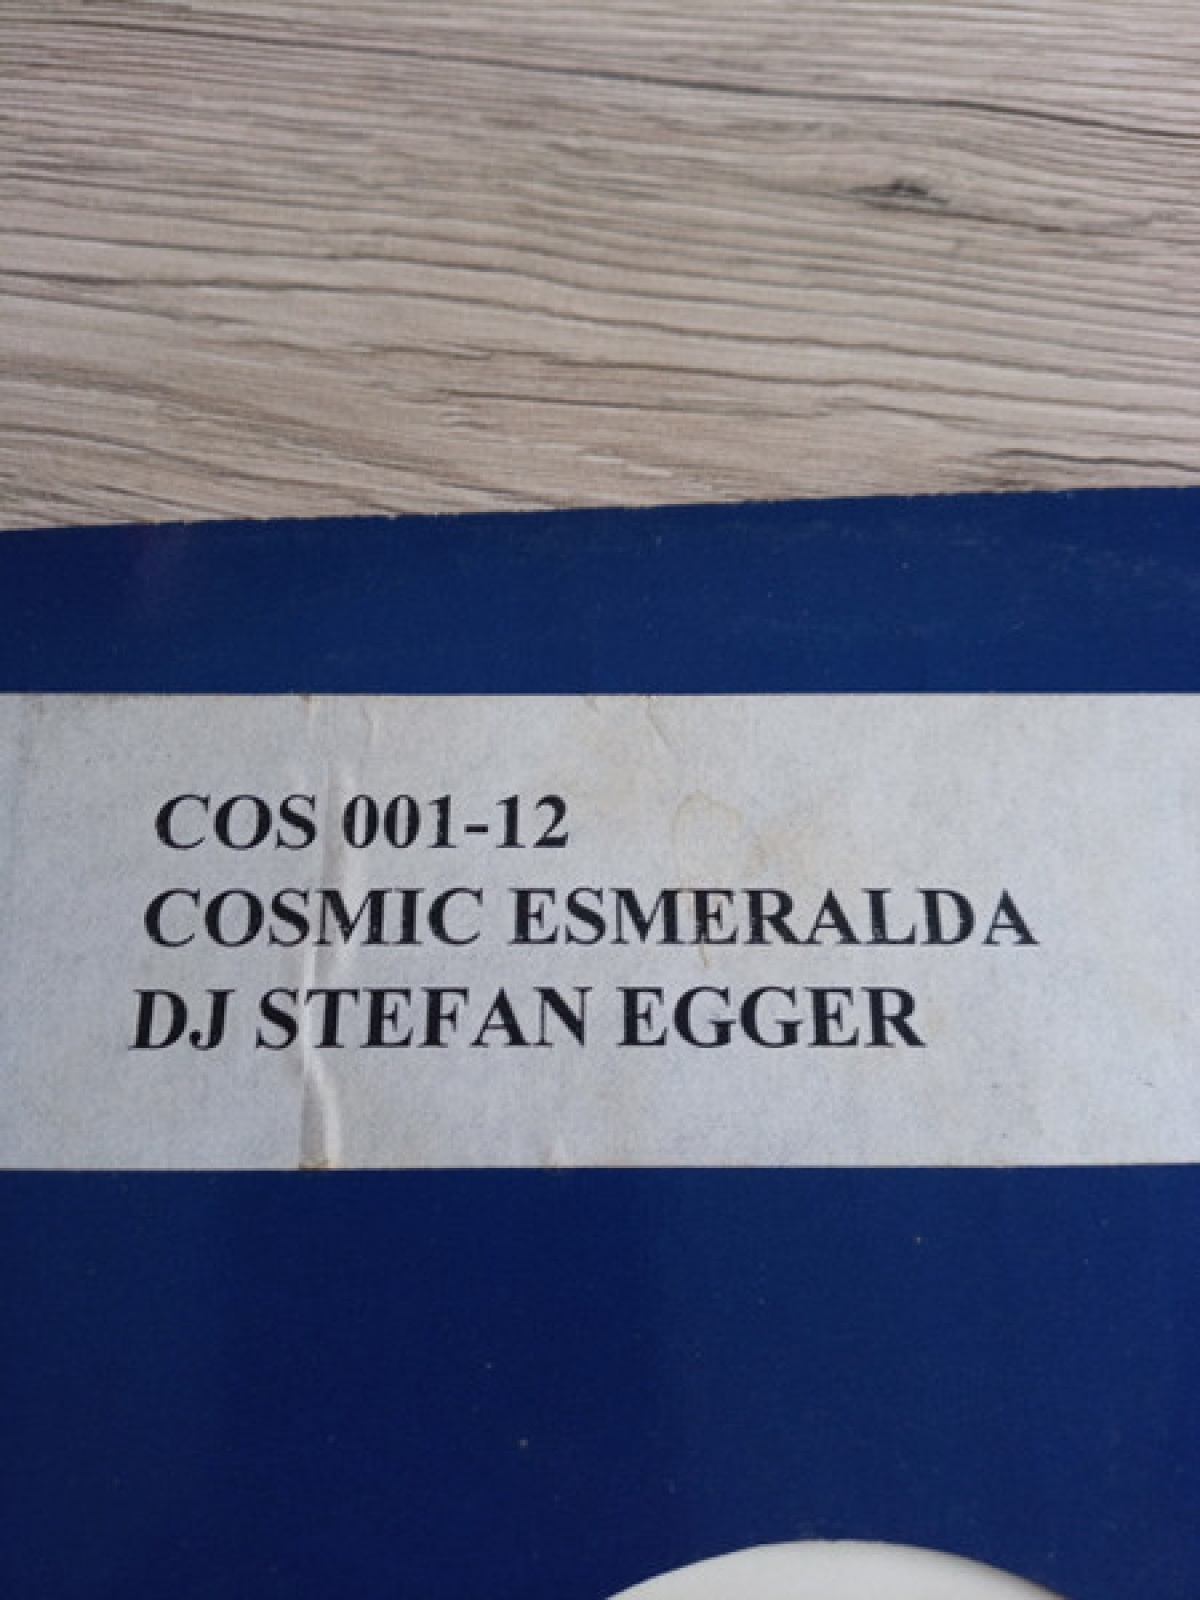 COS 001-12
COSMIC ESMERALDA
DJ STEFAN EGGER